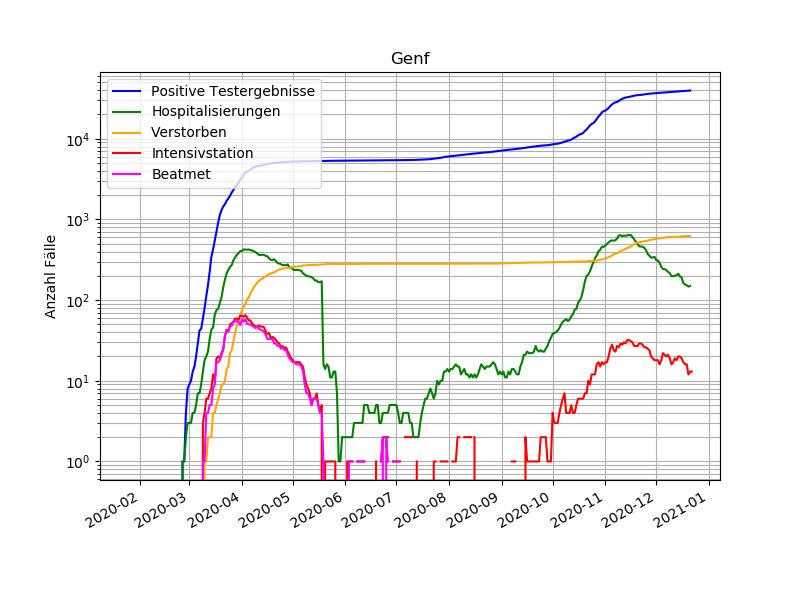 Genf
Positive Testergebnisse
Hospitalisierungen
Verstorben
Intensivstation
Beatmet
Anzahl Fälle
10^4
10^3
10^2
10^1
10^0
2020-02
2020-03
2020-04
2020-05
2020-06
2020-07
2020-08
2020-09
2020-10
2020-11
2020-12
2021-01